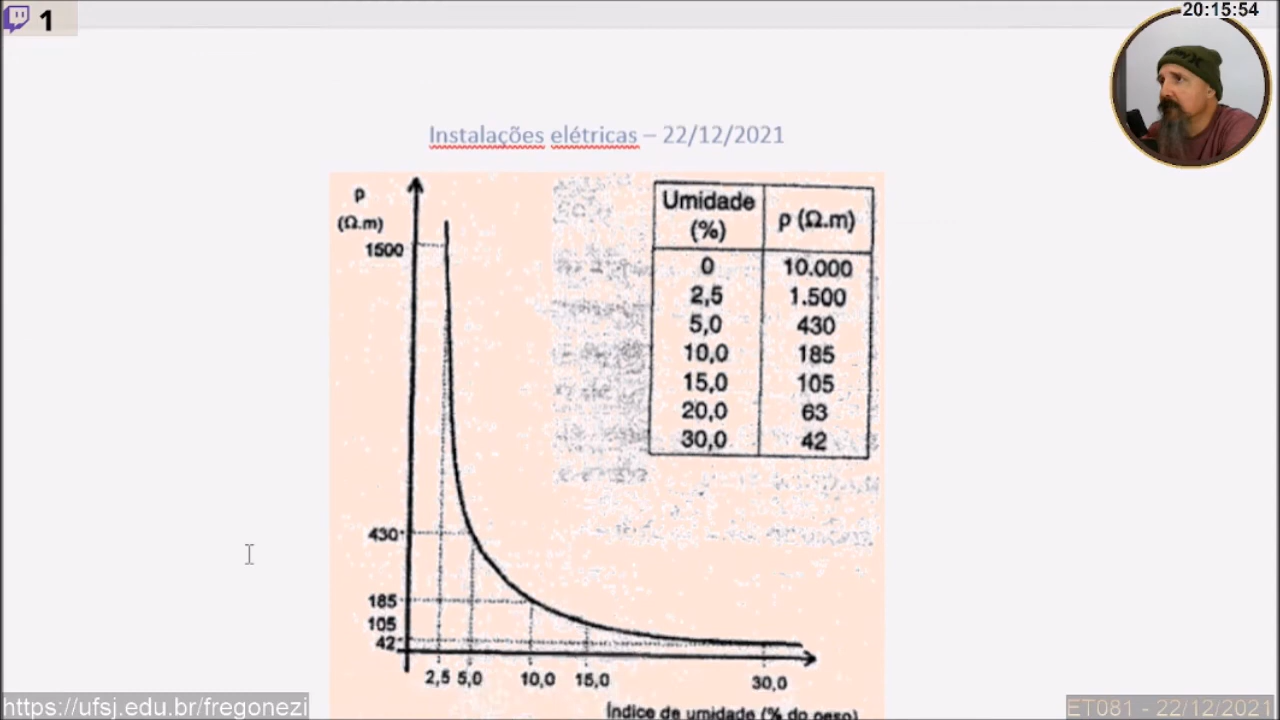 1
20:15:54
Instalações elétricas – 22/12/2021
ρ
(Ω.m)
1500
430
185
105
42
2,5 5,0 10,0 15,0 30,0
Índice de umidade (% do peso)
Umidade (%) ρ (Ω.m)
0 10.000
2,5 1.500
5,0 430
10,0 185
15,0 105
20,0 63
30,0 42
https://ufsj.edu.br/fregonezi
ET081 - 22/12/2021